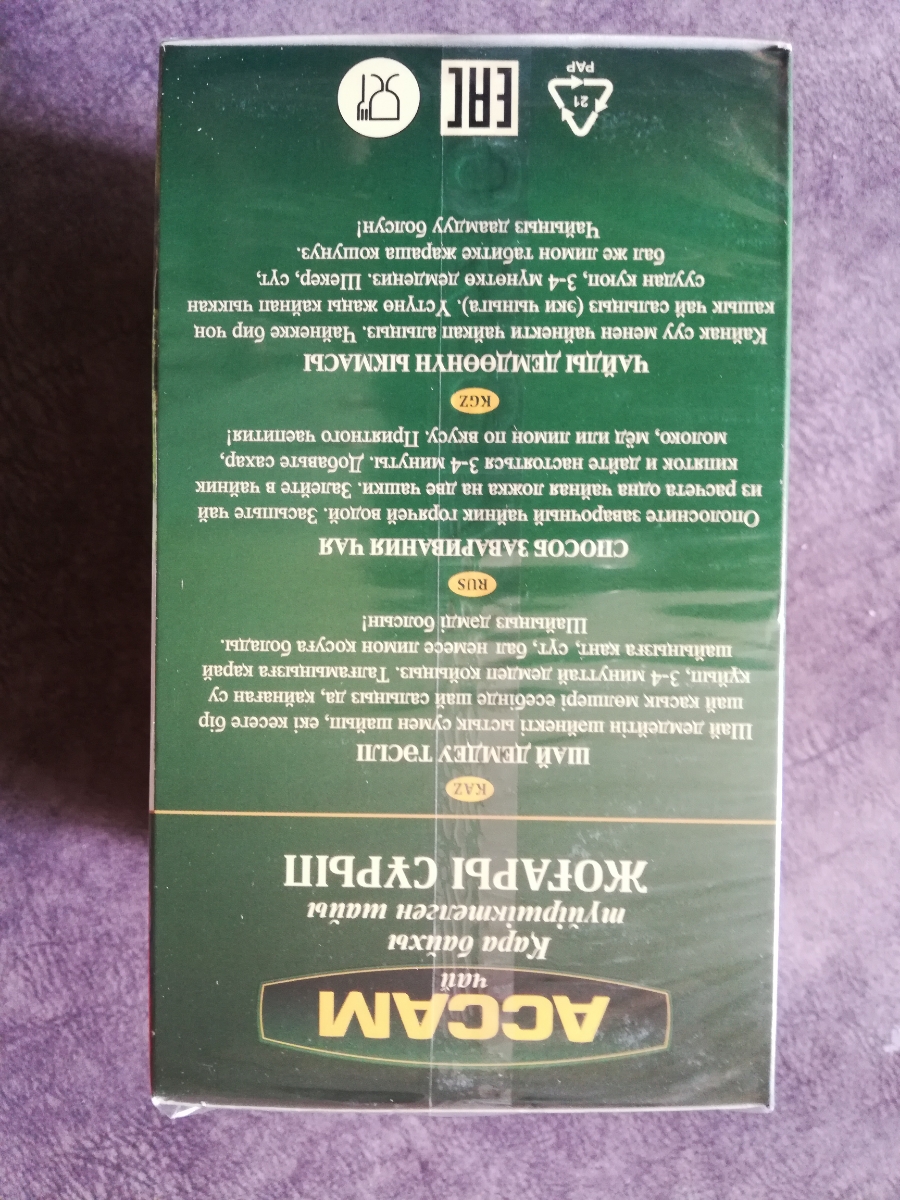 АССАМ
чай
Қара байхы
түйіршіктелген шайы
ЖОҒАРЫ СҰРЫП
KAZ
ШАЙ ДЕМДЕУ ТӘСІЛІ
Шай демдейтін шәйнекті ыстық сумен шайып, екі кесеге бір
шай қасық мөлшері есебінде шай салыңыз да, қайнаған су
құйып, 3-4 минуттай демдеп қойыңыз. Талғамыңызға қарай
шайыңызға қант, сүт, бал немесе лимон қосуға болады.
Шайыңыз дәмді болсын!
RUS
СПОСОБ ЗАВАРИВАНИЯ ЧАЯ
Ополосните заварочный чайник горячей водой. Засыпьте чай
из расчета одна чайная ложка на две чашки. Залейте в чайник
кипяток и дайте настояться 3-4 минуты. Добавьте сахар,
молоко, мёд или лимон по вкусу. Приятного чаепития!
KGZ
ЧАЙДЫ ДЕМДӨӨНҮН ЫКМАСЫ
Кайнак суу менен чайнекти чайкап алыңыз. Чайнекке бир чоң
кашык чай салыңыз (эки чыныга). Үстүнө жаңы кайнап чыккан
суудан куюп, 3-4 мүнөткө демдеңиз. Шекер, сүт,
бал же лимон табитке жараша кошуңуз.
Чайыңыз даамдуу болсун!
21
PAP
EAC